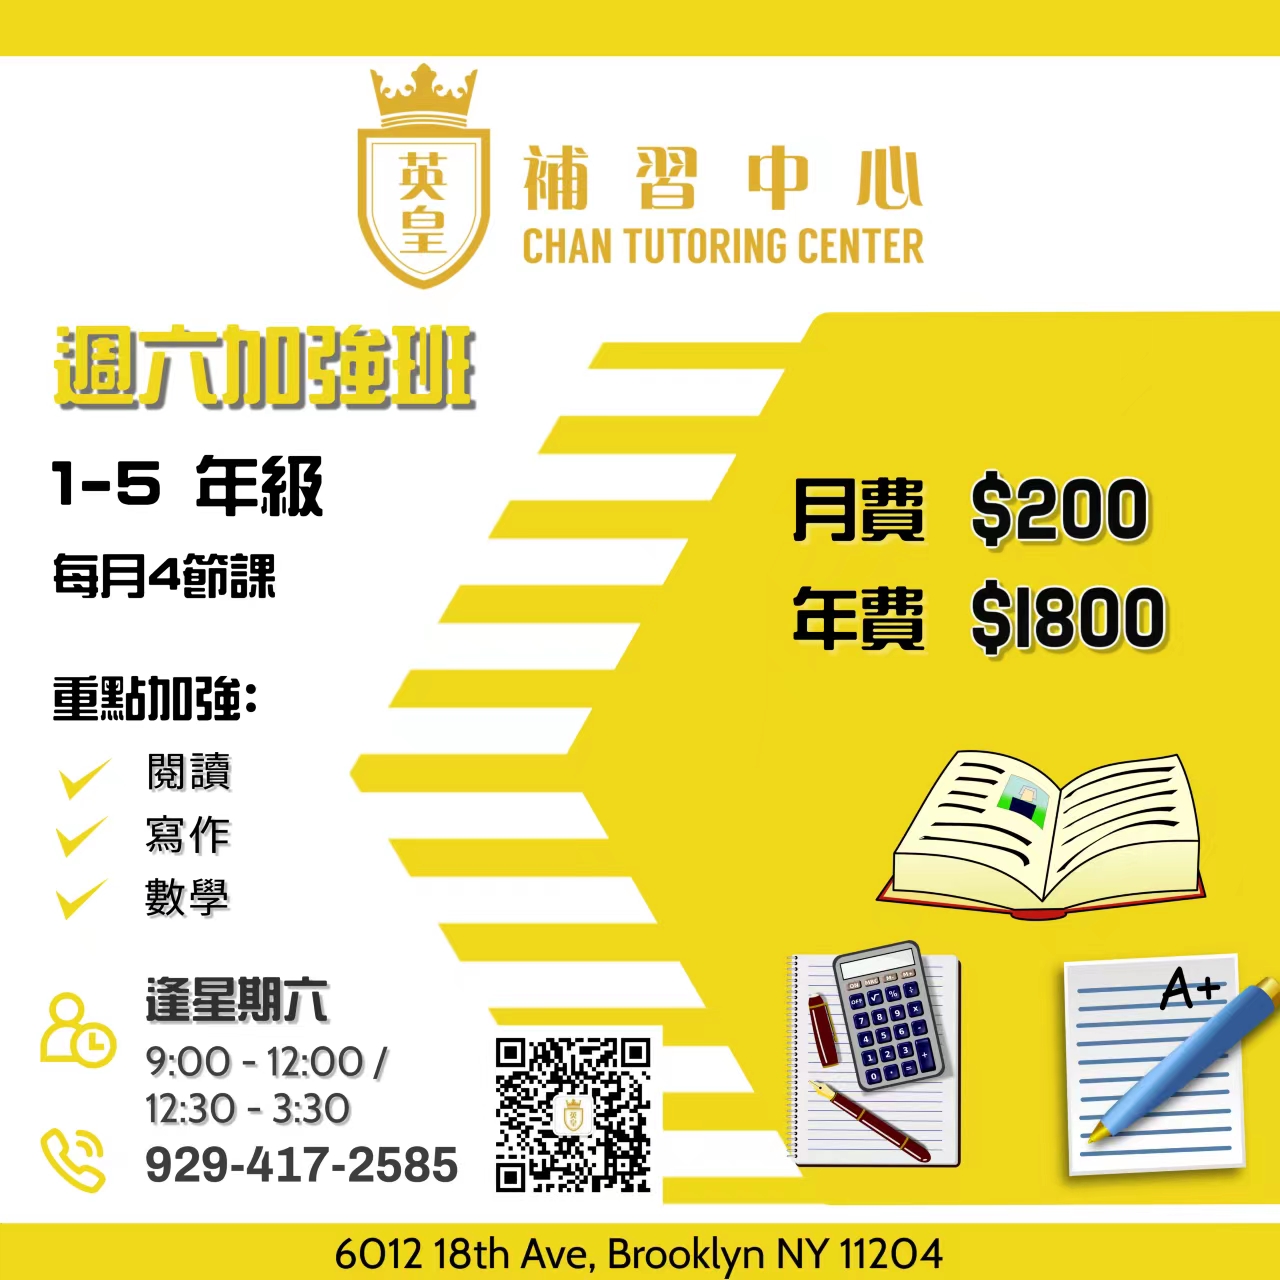 英皇
補習中心
CHAN TUTORING CENTER
週六加強班
1-5 年級
每月4節課
月費 $200
年費 $1800
重點加強:
閱讀
寫作
數學
逢星期六
9:00 - 12:00 /
12:30 - 3:30
929-417-2585
A+
6012 18th Ave, Brooklyn NY 11204